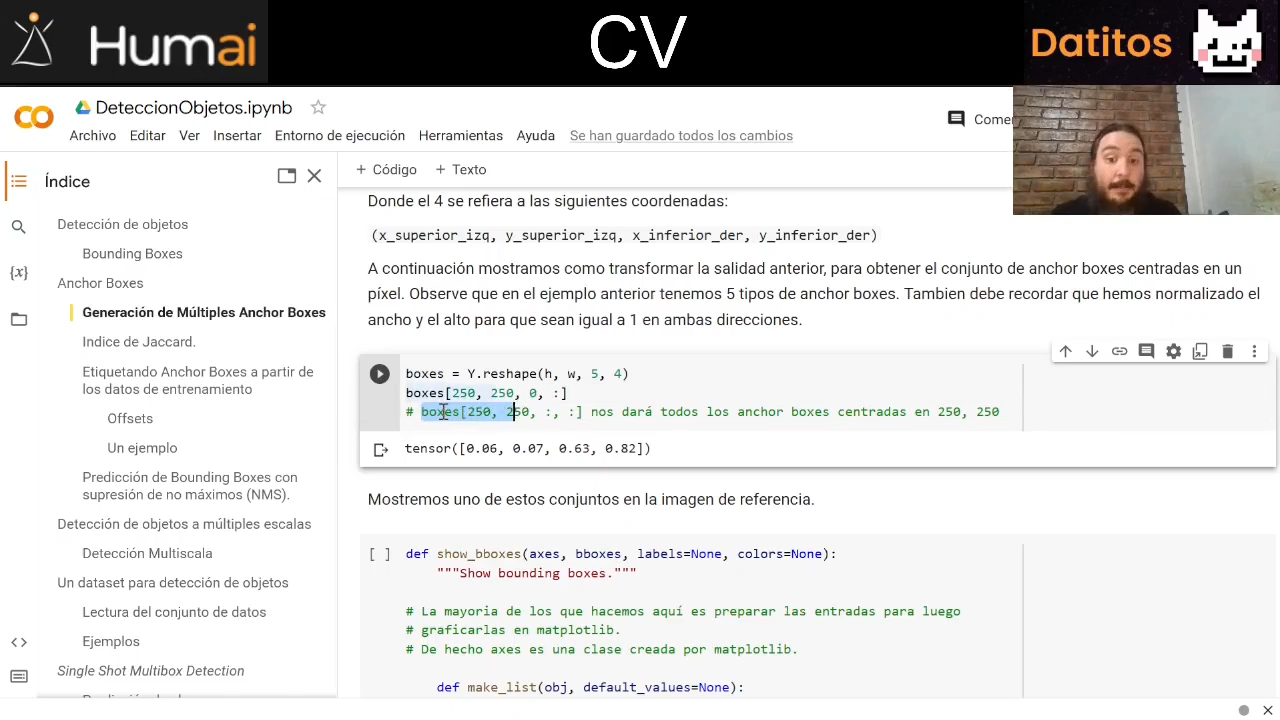 Humai
CV
Datitos
DeteccionObjetos.ipynb
Archivo Editar Ver Insertar Entorno de ejecución Herramientas Ayuda Se han guardado todos los cambios
Comen
+ Código + Texto
Índice
Detección de objetos
Bounding Boxes
Anchor Boxes
Generación de Múltiples Anchor Boxes
Indice de Jaccard.
Etiquetando Anchor Boxes a partir de
los datos de entrenamiento
Offsets
Un ejemplo
Predicción de Bounding Boxes con
supresión de no máximos (NMS).
Detección de objetos a múltiples escalas
Detección Multiscala
Un dataset para detección de objetos
Lectura del conjunto de datos
Ejemplos
Single Shot Multibox Detection
Donde el 4 se refiera a las siguientes coordenadas:
(x_superior_izq, y_superior_izq, x_inferior_der, y_inferior_der)
A continuación mostramos como transformar la salidad anterior, para obtener el conjunto de anchor boxes centradas en un
píxel. Observe que en el ejemplo anterior tenemos 5 tipos de anchor boxes. Tambien debe recordar que hemos normalizado el
ancho y el alto para que sean igual a 1 en ambas direcciones.
boxes = Y.reshape(h, w, 5, 4)
boxes[250, 250, 0, :]
# boxes[250, 250, :, :] nos dará todos los anchor boxes centradas en 250, 250
tensor([0.06, 0.07, 0.63, 0.82])
Mostremos uno de estos conjuntos en la imagen de referencia.
[ ] def show_bboxes(axes, bboxes, labels=None, colors=None):
"""Show bounding boxes."""
# La mayoria de los que hacemos aquí es preparar las entradas para luego
# graficarlas en matplotlib.
# De hecho axes es una clase creada por matplotlib.
def make_list(obj, default_values=None):